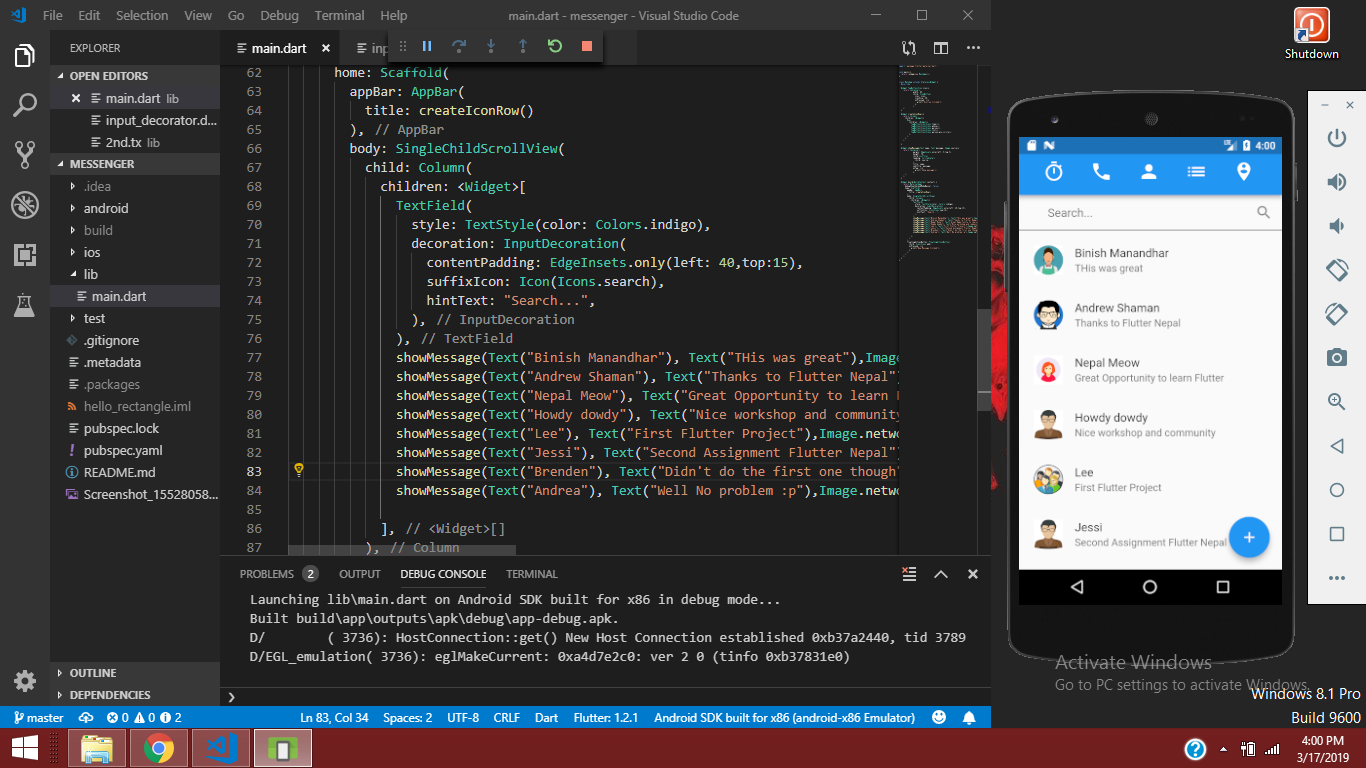 File Edit Selection View Go Debug Terminal Help
main.dart - messenger - Visual Studio Code
EXPLORER
OPEN EDITORS
main.dart lib
input_decorator.d...
2nd.tx lib
MESSENGER
.idea
android
build
ios
lib
main.dart
test
.gitignore
.metadata
.packages
hello_rectangle.iml
pubspec.lock
pubspec.yaml
README.md
Screenshot_15528058...
OUTLINE
DEPENDENCIES
main.dart
inp
62 home: Scaffold(
63 appBar: AppBar(
64 title: createIconRow()
65 ), // AppBar
66 body: SingleChildScrollView(
67 child: Column(
68 children: <Widget>[
69 TextField(
70 style: TextStyle(color: Colors.indigo),
71 decoration: InputDecoration(
72 contentPadding: EdgeInsets.only(left: 40,top:15),
73 suffixIcon: Icon(Icons.search),
74 hintText: "Search...",
75 ), // InputDecoration
76 ), // TextField
77 showMessage(Text("Binish Manandhar"), Text("THis was great"),Image
78 showMessage(Text("Andrew Shaman"), Text("Thanks to Flutter Nepal")
79 showMessage(Text("Nepal Meow"), Text("Great Opportunity to learn
80 showMessage(Text("Howdy dowdy"), Text("Nice workshop and community
81 showMessage(Text("Lee"), Text("First Flutter Project"),Image.netw
82 showMessage(Text("Jessi"), Text("Second Assignment Flutter Nepal")
83 showMessage(Text("Brenden"), Text("Didn't do the first one though"
84 showMessage(Text("Andrea"), Text("Well No problem :p"),Image.netw
85
86 ], // <Widget>[]
87 ), // Column
PROBLEMS 2 OUTPUT DEBUG CONSOLE TERMINAL
Launching lib\main.dart on Android SDK built for x86 in debug mode...
Built build\app\outputs\apk\debug\app-debug.apk.
D/ ( 3736): HostConnection::get() New Host Connection established 0xb37a2440, tid 3789
D/EGL_emulation( 3736): eglMakeCurrent: 0xa4d7e2c0: ver 2 0 (tinfo 0xb37831e0)
master 0 0 2 Ln 83, Col 34 Spaces: 2 UTF-8 CRLF Dart Flutter: 1.2.1 Android SDK built for x86 (android-x86 Emulator)
Shutdown
4:00
Search...
Binish Manandhar
THis was great
Andrew Shaman
Thanks to Flutter Nepal
Nepal Meow
Great Opportunity to learn Flutter
Howdy dowdy
Nice workshop and community
Lee
First Flutter Project
Jessi
Second Assignment Flutter Nepal
Activate Windows
Go to PC settings to activate Windows.
Windows 8.1 Pro
Build 9600
4:00 PM
3/17/2019